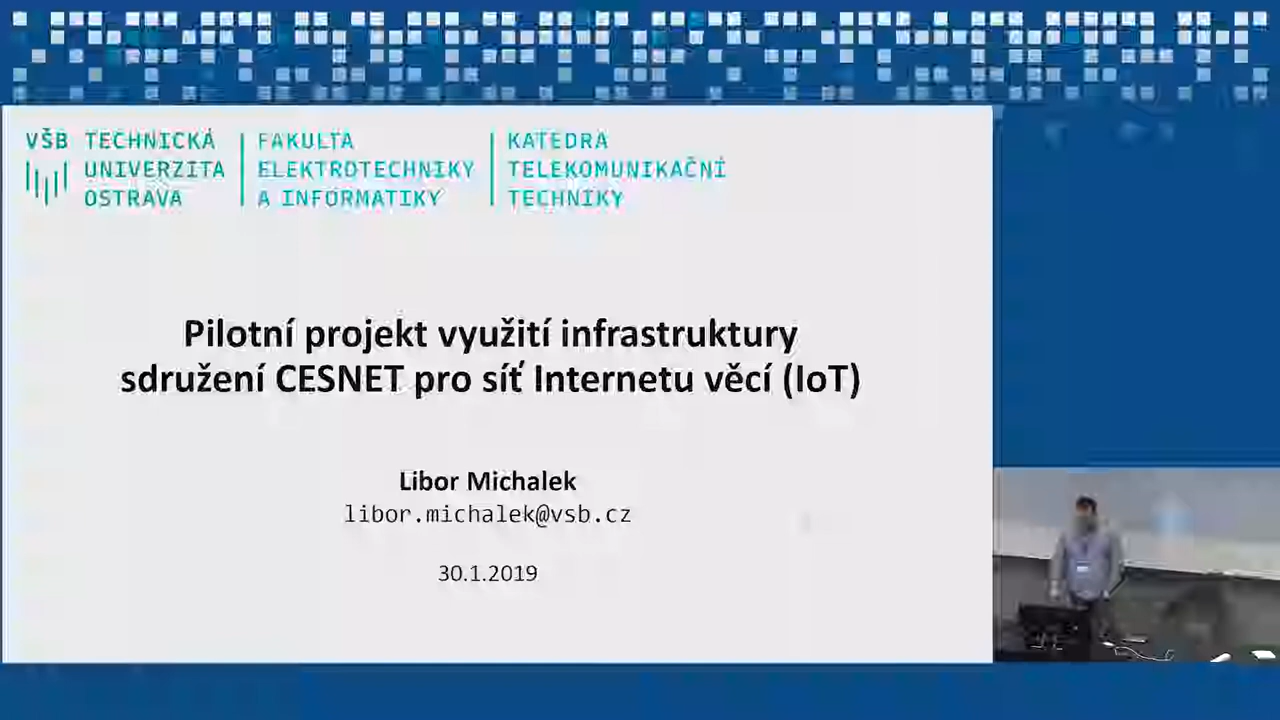 VŠB TECHNICKÁ
UNIVERZITA
OSTRAVA
FAKULTA
ELEKTROTECHNIKY
A INFORMATIKY
KATEDRA
TELEKOMUNIKAČNÍ
TECHNIKY
Pilotní projekt využití infrastruktury
sdružení CESNET pro síť Internetu věcí (IoT)
Libor Michalek
libor.michalek@vsb.cz
30.1.2019